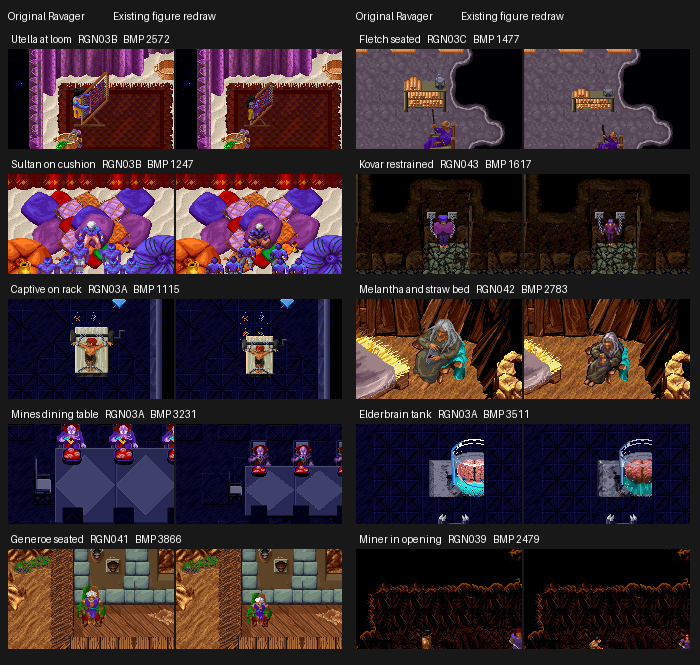 Original Ravager Existing figure redraw Original Ravager Existing figure redraw
Utella at loom RGN03B BMP 2572 Fletch seated RGN03C BMP 1477
Sultan on cushion RGN03B BMP 1247 Kovar restrained RGN043 BMP 1617
Captive on rack RGN03A BMP 1115 Melantha and straw bed RGN042 BMP 2783
Mines dining table RGN03A BMP 3231 Elderbrain tank RGN03A BMP 3511
Generoe seated RGN041 BMP 3866 Miner in opening RGN039 BMP 2479